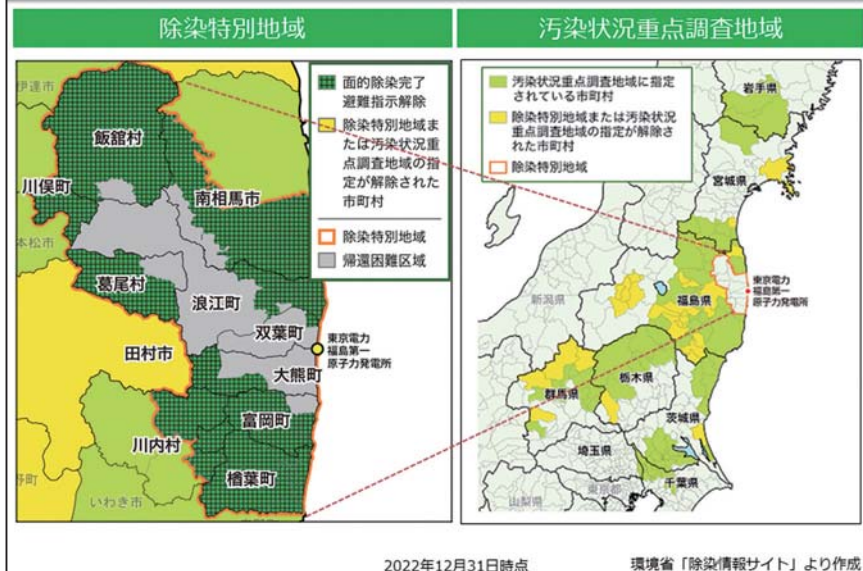 除染特別地域
汚染状況重点調査地域
伊達市
飯舘村
川俣町
南相馬市
本松市
葛尾村
浪江町
双葉町
田村市
大熊町
富岡町
川内村
楢葉町
野町
いわき市
東京電力
福島第一
原子力発電所
面的除染完了
避難指示解除
除染特別地域ま
たは汚染状況重
点調査地域の指
定が解除された
市町村
除染特別地域
帰還困難区域
汚染状況重点調査地域に指定
されている市町村
除染特別地域または汚染状況
重点調査地域の指定が解除さ
れた市町村
除染特別地域
岩手県
宮城県
新潟県
福島県
東京電力
福島第一
原子力発電所
群馬県
栃木県
茨城県
埼玉県
東京都
千葉県
山梨県
2022年12月31日時点
環境省「除染情報サイト」より作成